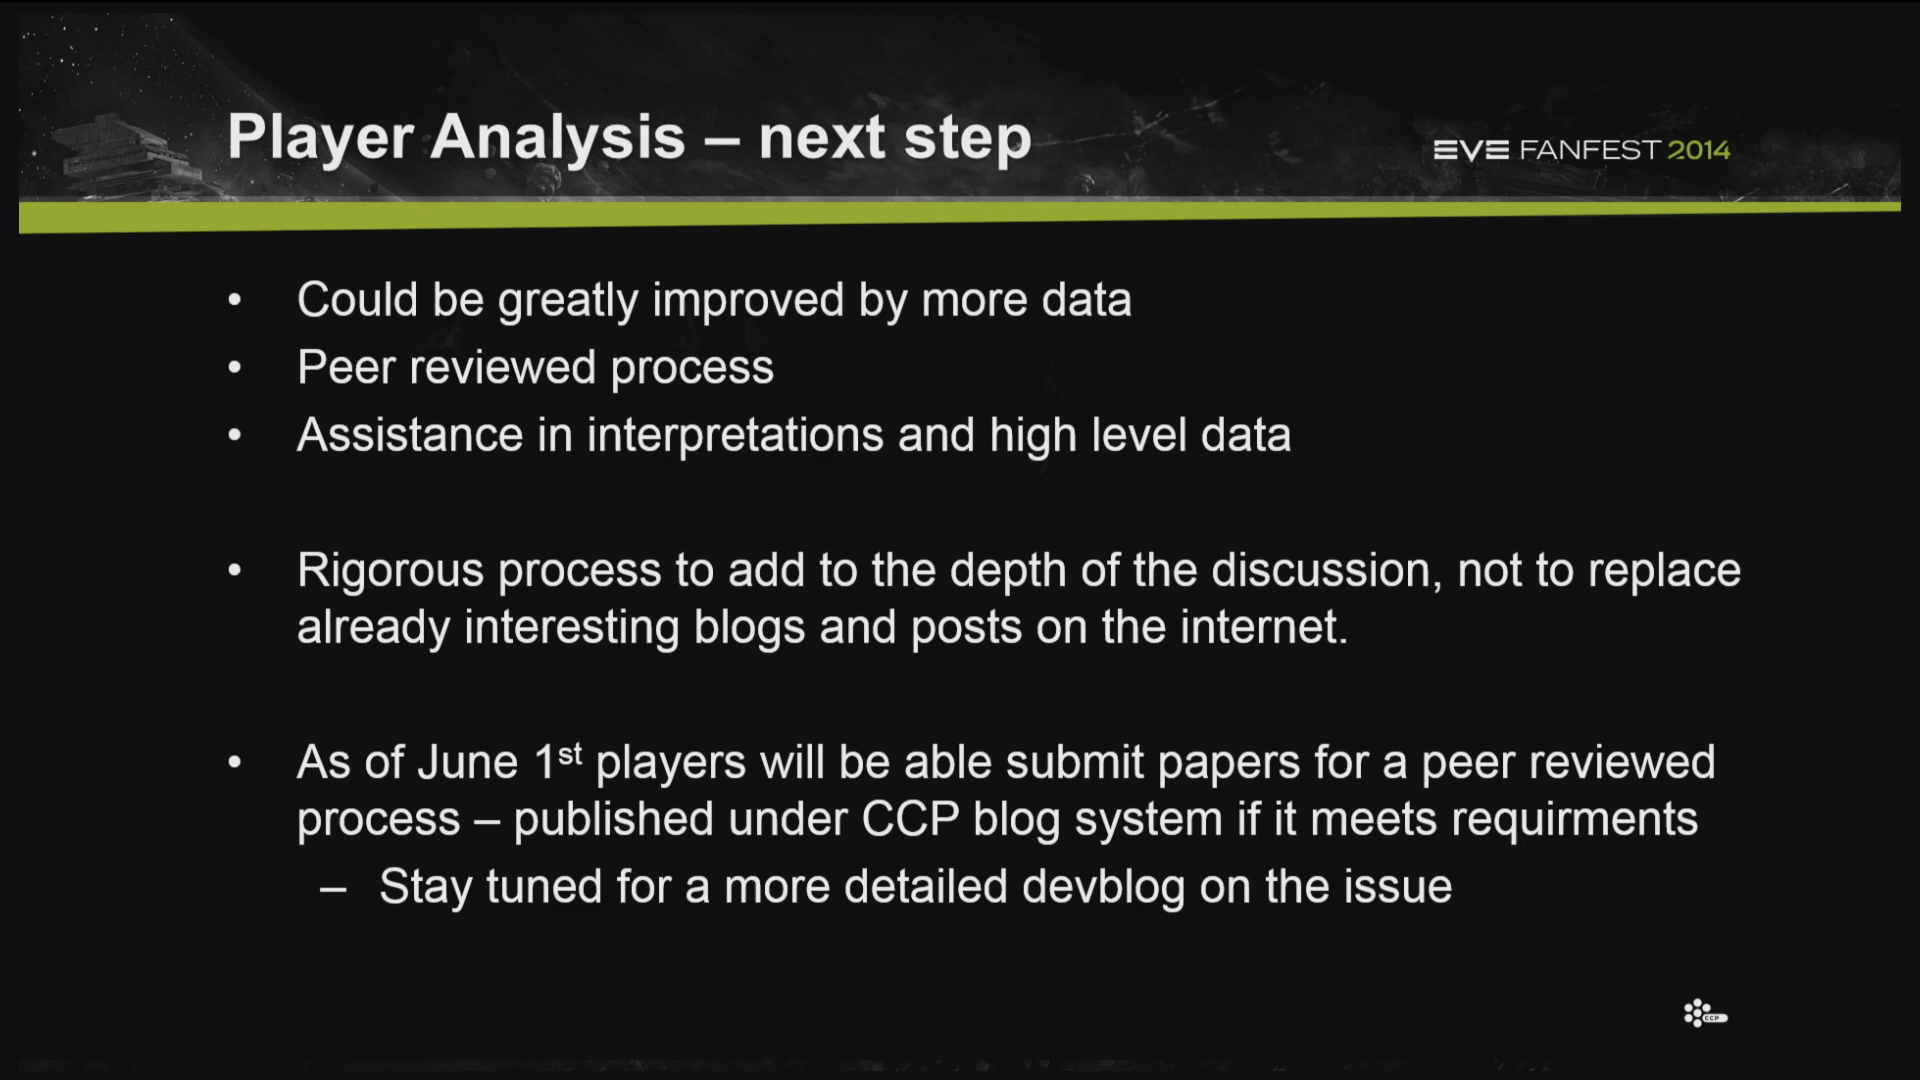 Player Analysis – next step
EVE FANFEST 2014
• Could be greatly improved by more data
• Peer reviewed process
• Assistance in interpretations and high level data
• Rigorous process to add to the depth of the discussion, not to replace
already interesting blogs and posts on the internet.
• As of June 1st players will be able submit papers for a peer reviewed
process – published under CCP blog system if it meets requirments
– Stay tuned for a more detailed devblog on the issue
CCP